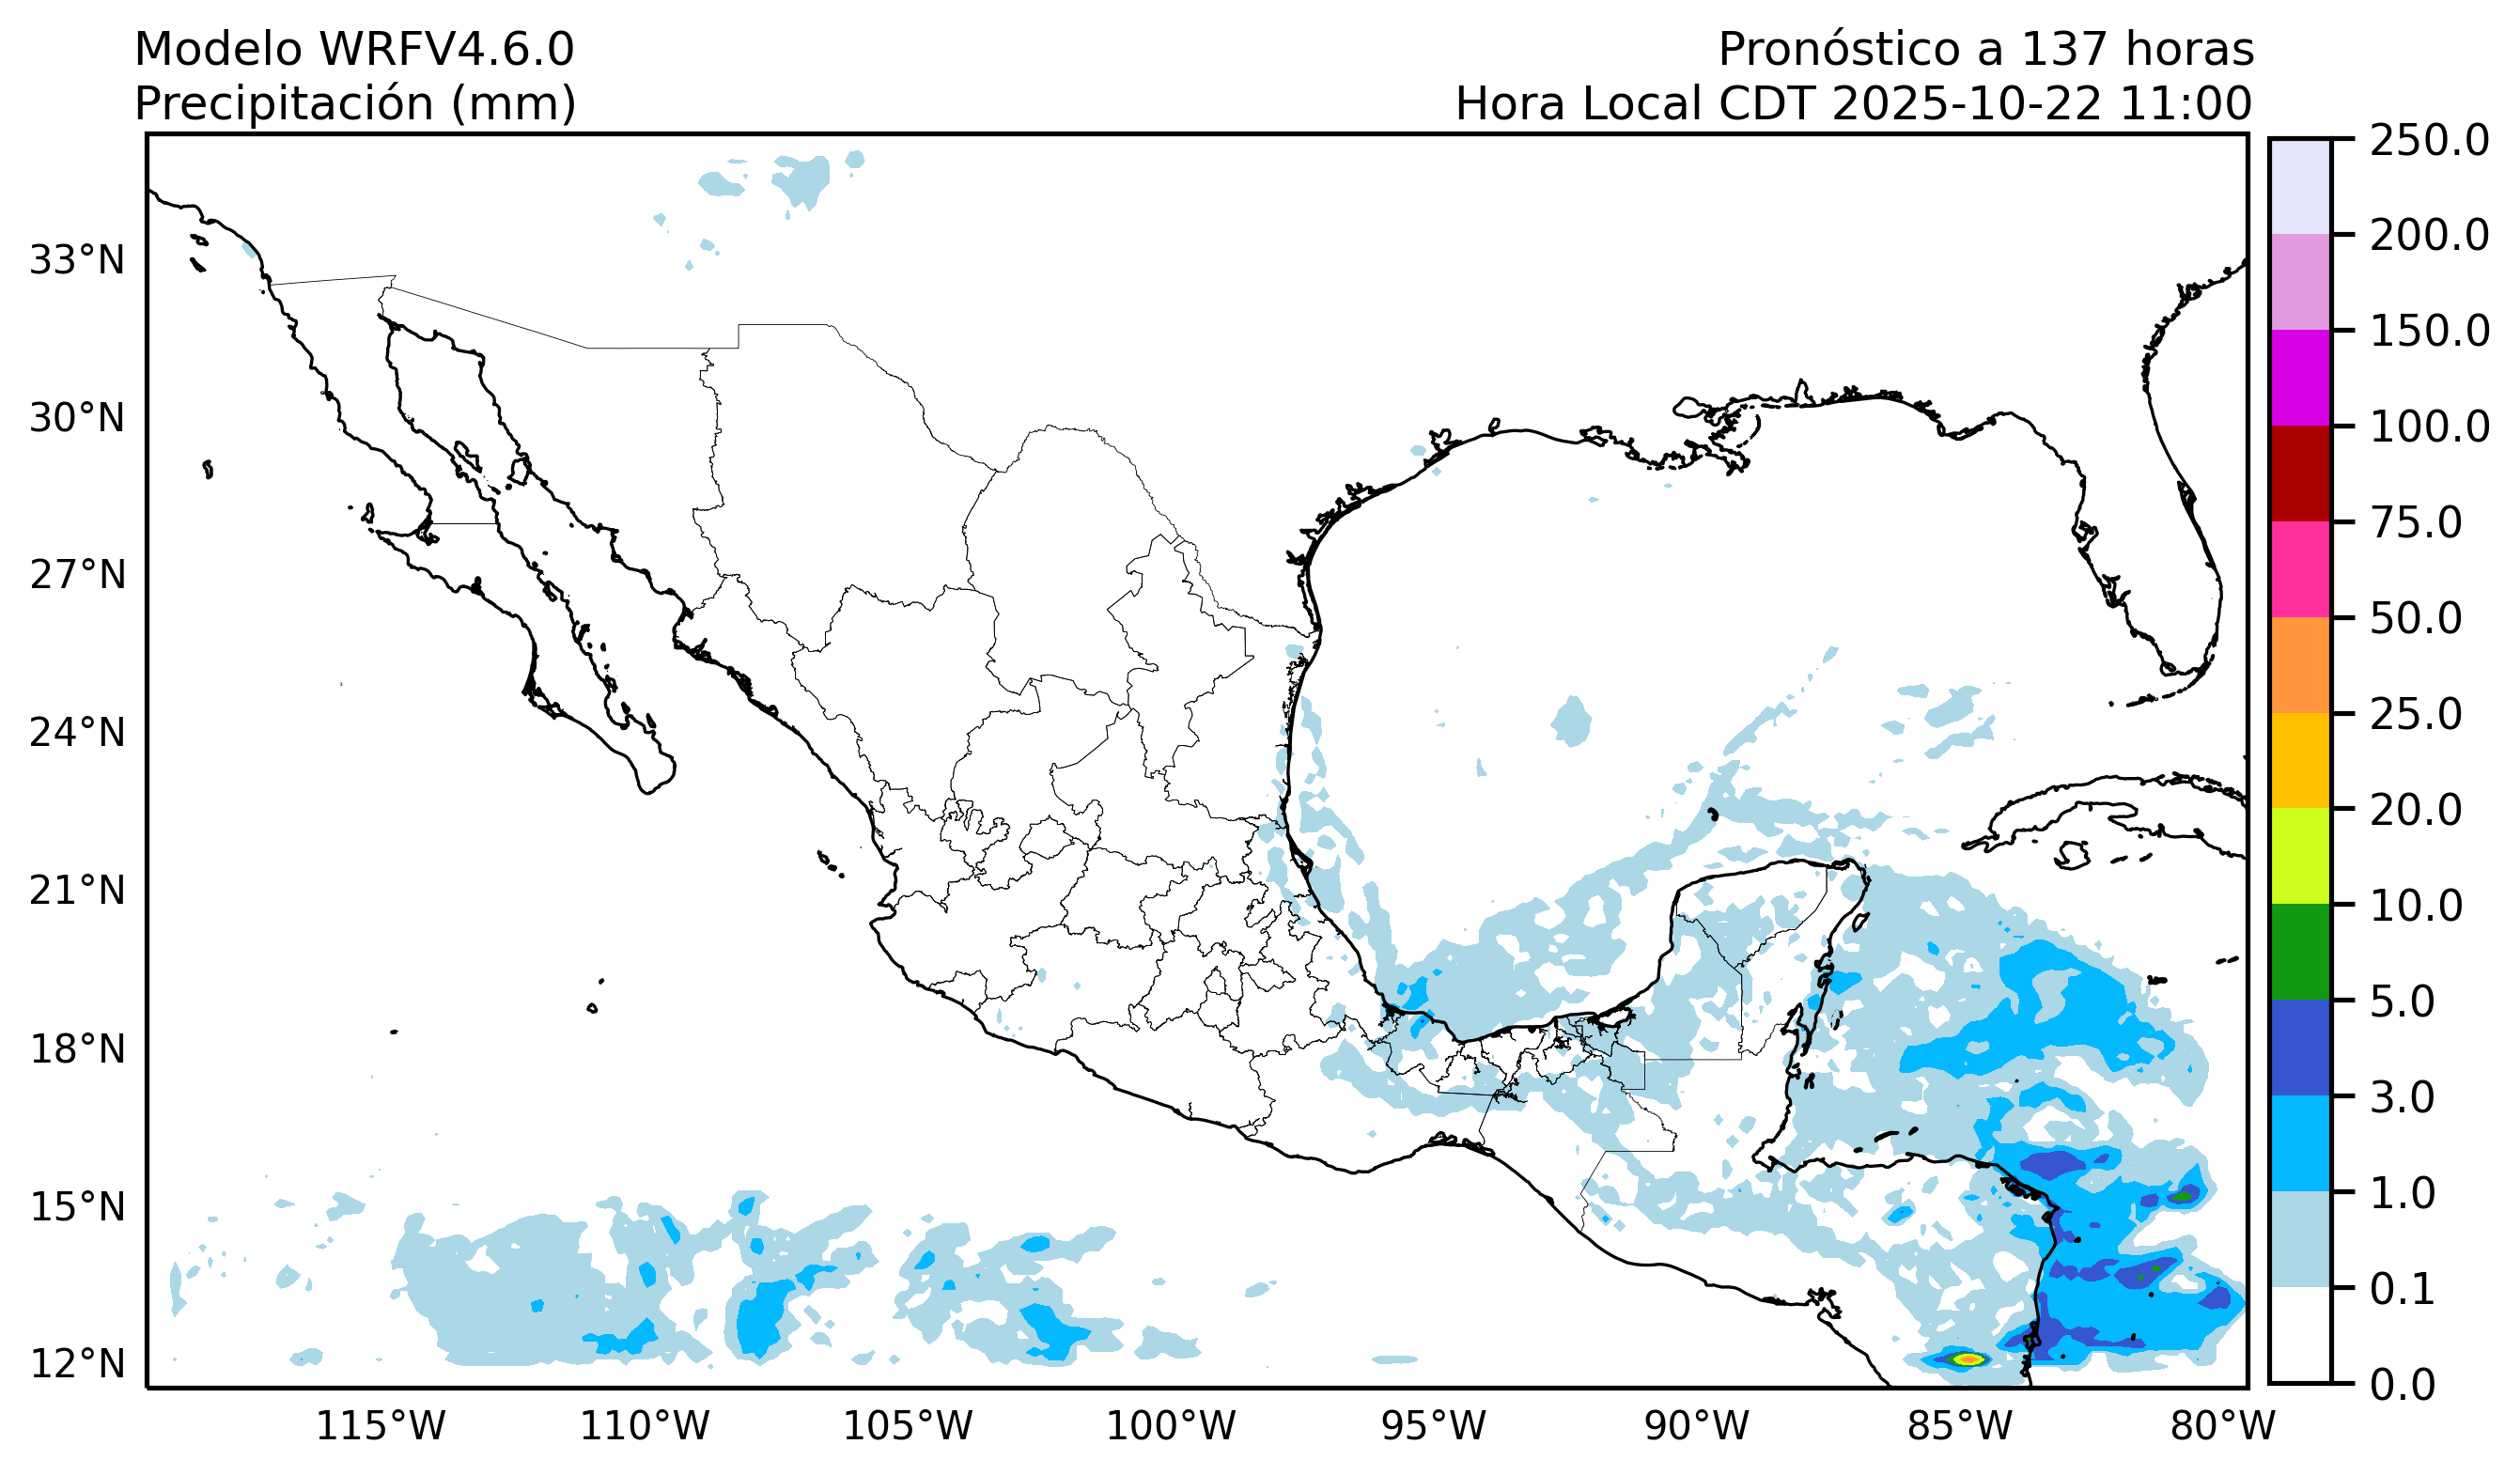 Modelo WRFV4.6.0
Precipitación (mm)
Pronóstico a 137 horas
Hora Local CDT 2025-10-22 11:00
33°N
30°N
27°N
24°N
21°N
18°N
15°N
12°N
115°W
110°W
105°W
100°W
95°W
90°W
85°W
80°W
250.0
200.0
150.0
100.0
75.0
50.0
25.0
20.0
10.0
5.0
3.0
1.0
0.1
0.0